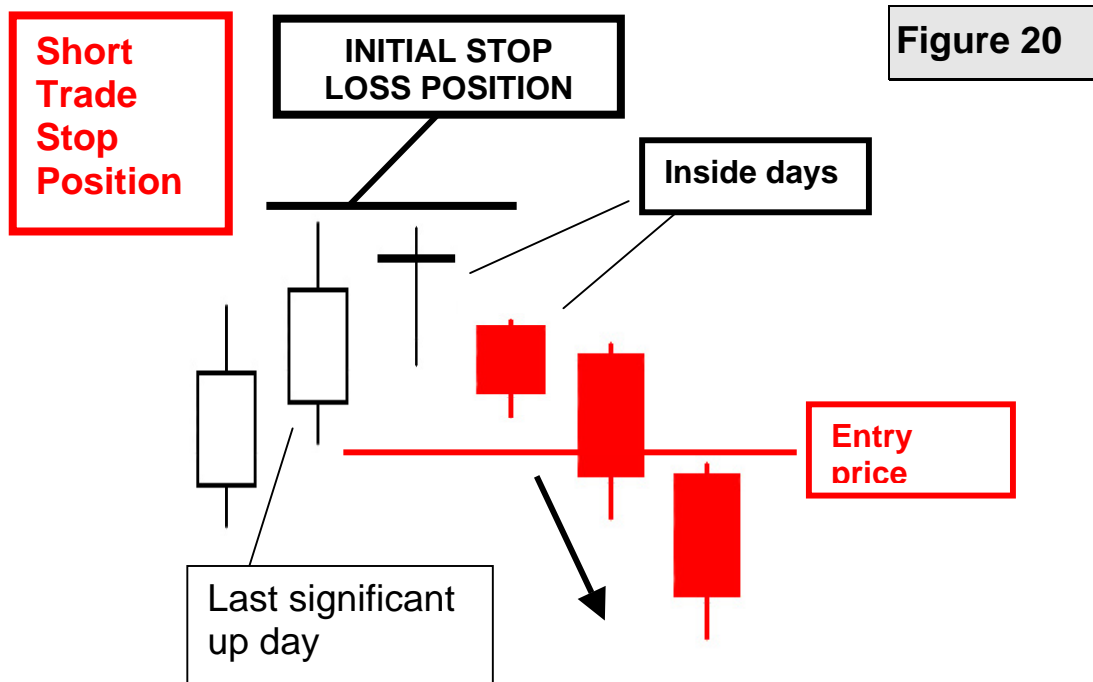 Short
Trade
Stop
Position
INITIAL STOP
LOSS POSITION
Figure 20
Inside days
Entry
price
Last significant
up day